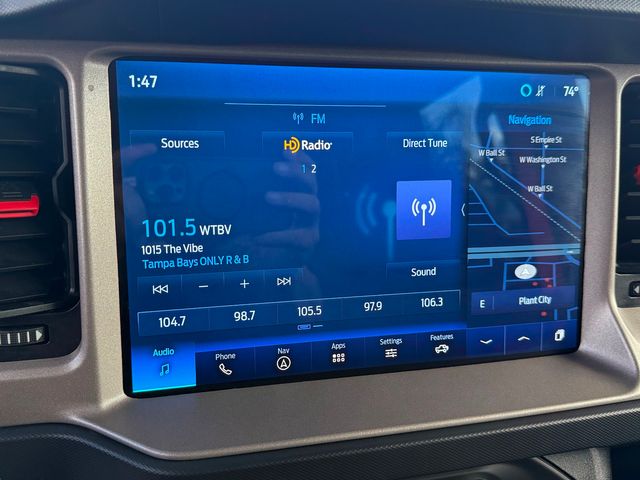 1:47
74°
FM
Navigation
Sources
HD Radio
Direct Tune
1 2
S Empire St
W Ball St
W Washington St
W Ball St
101.5 WTBV
1015 The Vibe
Tampa Bays ONLY R & B
Sound
E Plant City
104.7 98.7 105.5 97.9 106.3
Audio Phone Nav Apps Settings Features